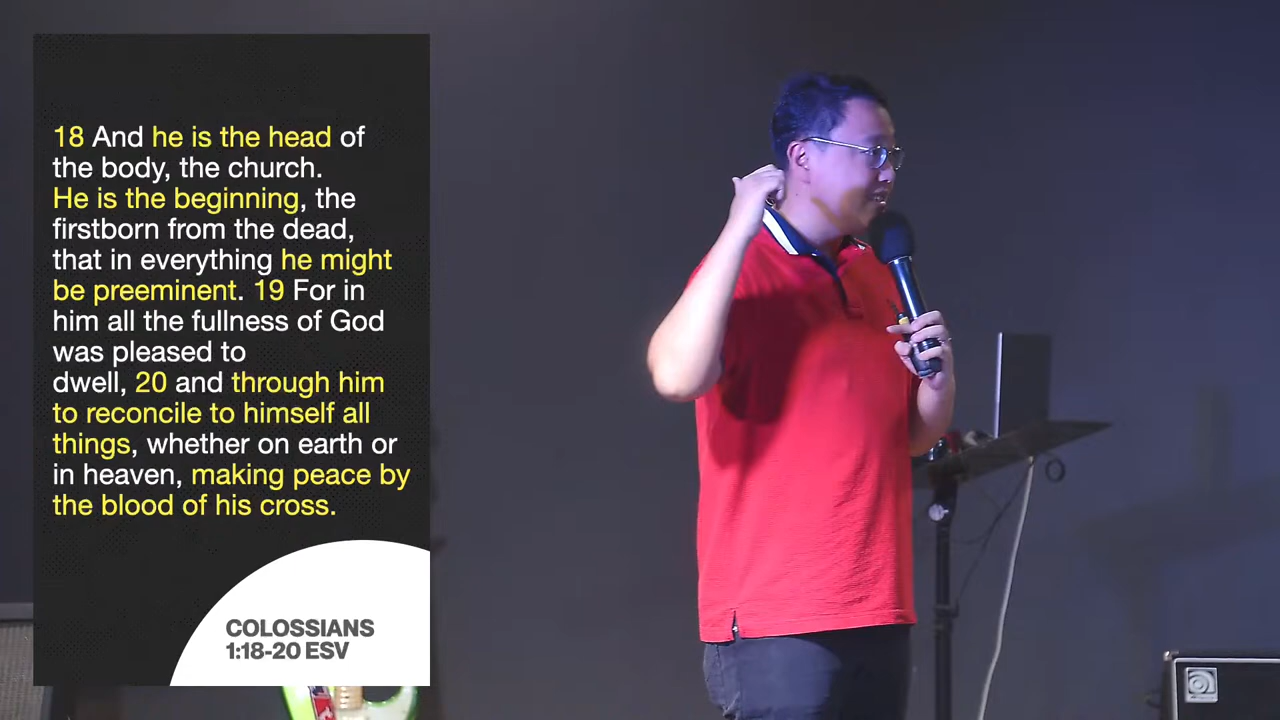 18 And he is the head of
the body, the church.
He is the beginning, the
firstborn from the dead,
that in everything he might
be preeminent. 19 For in
him all the fullness of God
was pleased to
dwell, 20 and through him
to reconcile to himself all
things, whether on earth or
in heaven, making peace by
the blood of his cross.
COLOSSIANS
1:18-20 ESV